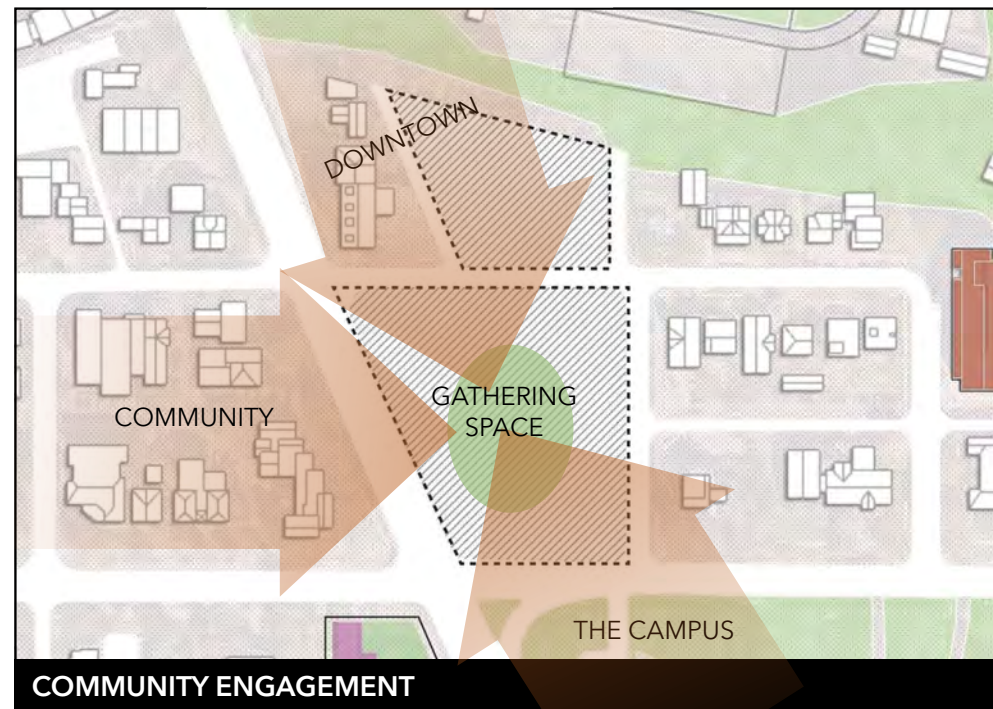 DOWNTOWN
GATHERING
SPACE
COMMUNITY
THE CAMPUS
COMMUNITY ENGAGEMENT